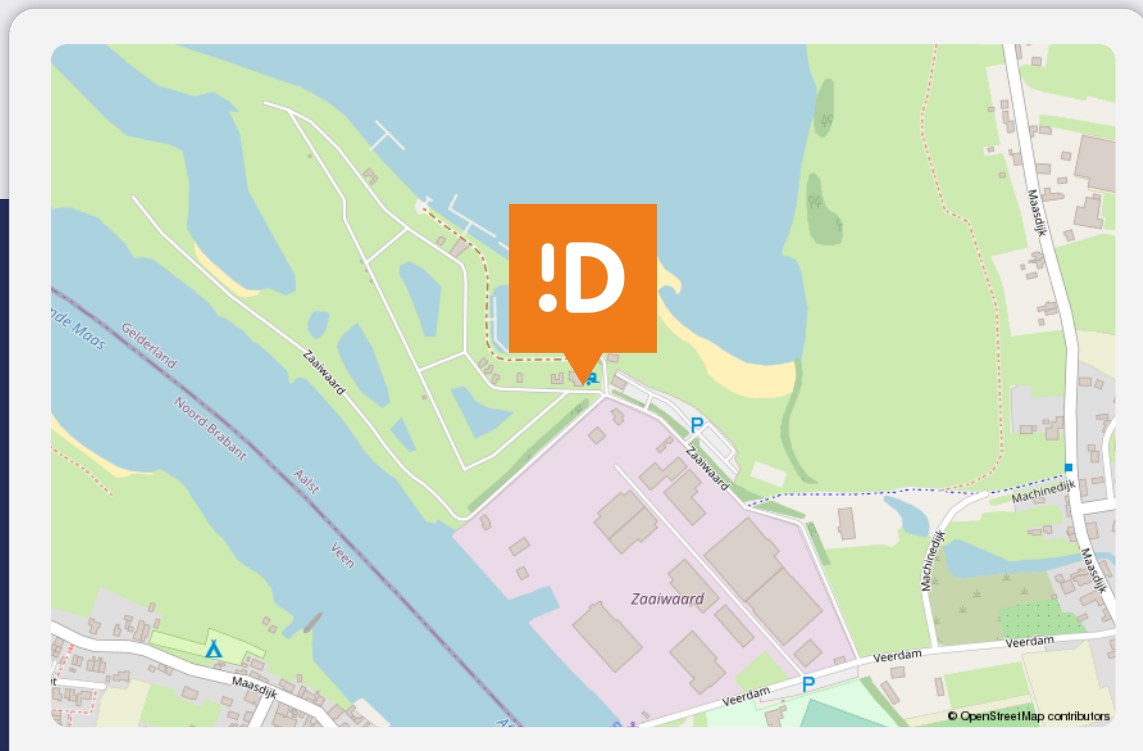 !D
Maasdijk
nde Maas
Gelderland
Noord-Brabant
Zaaiwaard
Aalst
Veen
P
Zaaiwaard
Machinedijk
Machinedijk
Maasdijk
Zaaiwaard
Maasdijk
Veerdam
Veerdam
Veerdam
P
© OpenStreetMap contributors